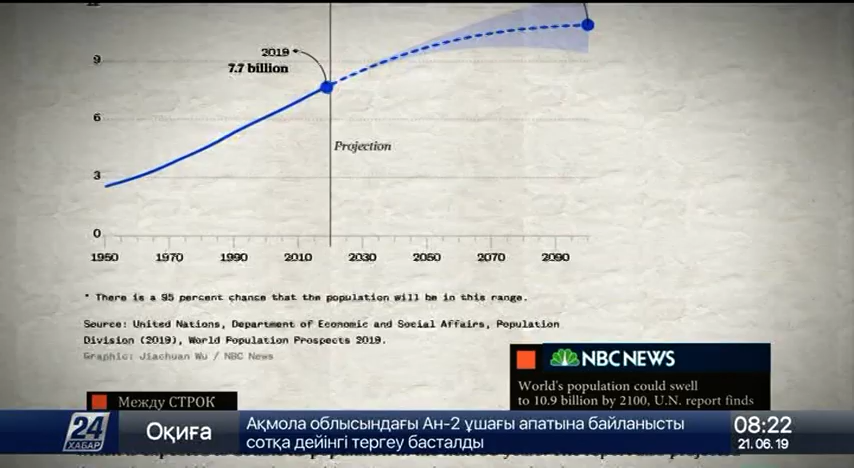 9
2019
7.7 billion
6
Projection
3
0
1950
1970
1990
2010
2030
2050
2070
2090
* There is a 95 percent chance that the population will be in this range.
Source: United Nations, Department of Economic and Social Affairs, Population
Division (2019), World Population Prospects 2019.
Graphic: Jiachuan Wu / NBC News
NBC NEWS
World's population could swell
to 10.9 billion by 2100, U.N. report finds
Между СТРОК
24
ХАБАР
Оқиға
Ақмола облысындағы Ан-2 ұшағы апатына байланысты
сотқа дейінгі тергеу басталды
08:22
21.06.19